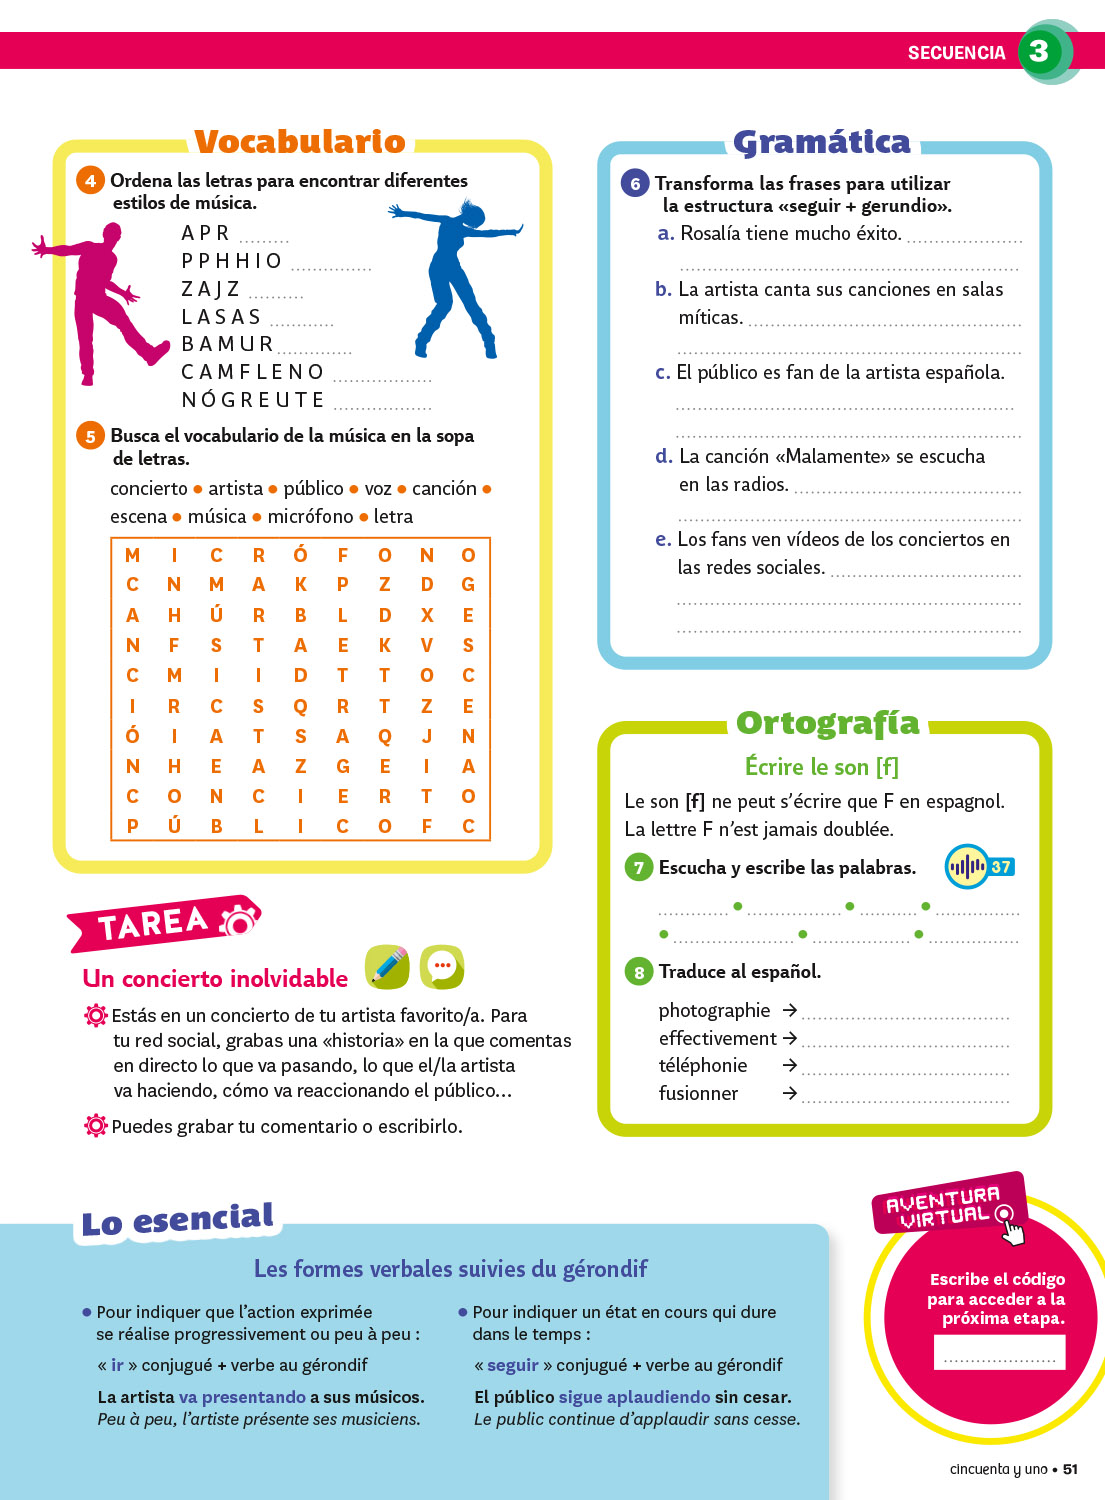 SECUENCIA 3
Vocabulario
4 Ordena las letras para encontrar diferentes
estilos de música.
A P R ..........
P P H H I O ................
Z A J Z ...........
L A S A S .............
B A M U R ..............
C A M F L E N O ....................
N Ó G R E U T E ....................
5 Busca el vocabulario de la música en la sopa
de letras.
concierto • artista • público • voz • canción •
escena • música • micrófono • letra
M I C R Ó F O N O
C N M A K P Z D G
A H Ú R B L D X E
N F S T A E K V S
C M I I D T T O C
I R C S Q R T Z E
Ó I A T S A Q J N
N H E A Z G E I A
C O N C I E R T O
P Ú B L I C O F C
TAREA
Un concierto inolvidable
Estás en un concierto de tu artista favorito/a. Para
tu red social, grabas una «historia» en la que comentas
en directo lo que va pasando, lo que el/la artista
va haciendo, cómo va reaccionando el público...
Puedes grabar tu comentario o escribirlo.
Gramática
6 Transforma las frases para utilizar
la estructura «seguir + gerundio».
a. Rosalía tiene mucho éxito. .......................
b. La artista canta sus canciones en salas
míticas. .......................
c. El público es fan de la artista española.
d. La canción «Malamente» se escucha
en las radios. .......................
e. Los fans ven vídeos de los conciertos en
las redes sociales. .......................
Ortografía
Écrire le son [f]
Le son [f] ne peut s’écrire que F en espagnol.
La lettre F n’est jamais doublée.
7 Escucha y escribe las palabras. 37
.............. • ................... • ............ • .................
• ........................ • .................... • ..................
8 Traduce al español.
photographie → .......................
effectivement → .......................
téléphonie → .......................
fusionner → .......................
Lo esencial
Les formes verbales suivies du gérondif
• Pour indiquer que l’action exprimée
se réalise progressivement ou peu à peu :
« ir » conjugué + verbe au gérondif
La artista va presentando a sus músicos.
Peu à peu, l’artiste présente ses musiciens.
• Pour indiquer un état en cours qui dure
dans le temps :
« seguir » conjugué + verbe au gérondif
El público sigue aplaudiendo sin cesar.
Le public continue d’applaudir sans cesse.
AVENTURA
VIRTUAL
Escribe el código
para acceder a la
próxima etapa.
.....................
cincuenta y uno • 51